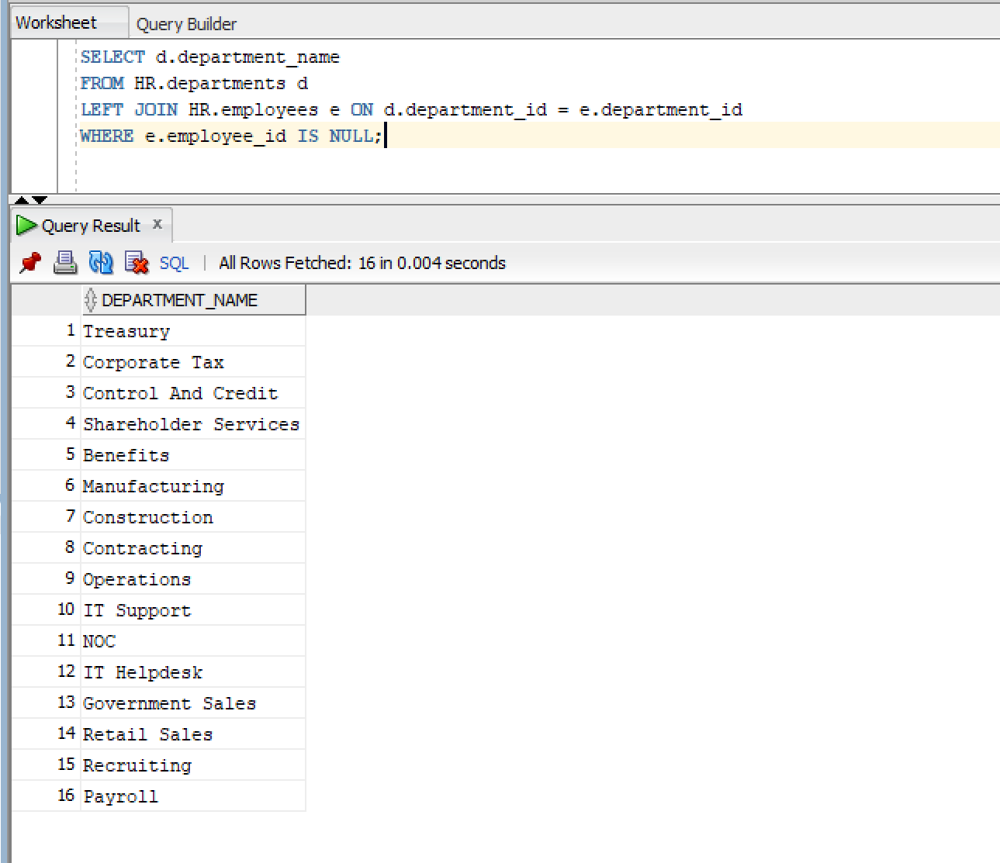 Worksheet Query Builder
SELECT d.department_name
FROM HR.departments d
LEFT JOIN HR.employees e ON d.department_id = e.department_id
WHERE e.employee_id IS NULL;
Query Result x
SQL | All Rows Fetched: 16 in 0.004 seconds
DEPARTMENT_NAME
1 Treasury
2 Corporate Tax
3 Control And Credit
4 Shareholder Services
5 Benefits
6 Manufacturing
7 Construction
8 Contracting
9 Operations
10 IT Support
11 NOC
12 IT Helpdesk
13 Government Sales
14 Retail Sales
15 Recruiting
16 Payroll